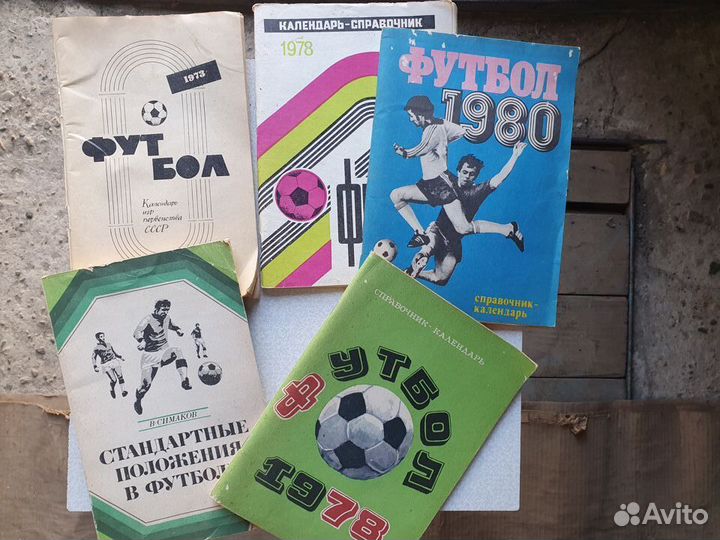 1973
ФУТ
БОЛ
Календарь
игр
первенства
СССР
КАЛЕНДАРЬ-СПРАВОЧНИК
1978
ФУТБОЛ
1980
справочник-
календарь
В. СИМАКОВ
СТАНДАРТНЫЕ
ПОЛОЖЕНИЯ
В ФУТБОЛ
СПРАВОЧНИК - КАЛЕНДАРЬ
ФУТБОЛ
1978
Avito